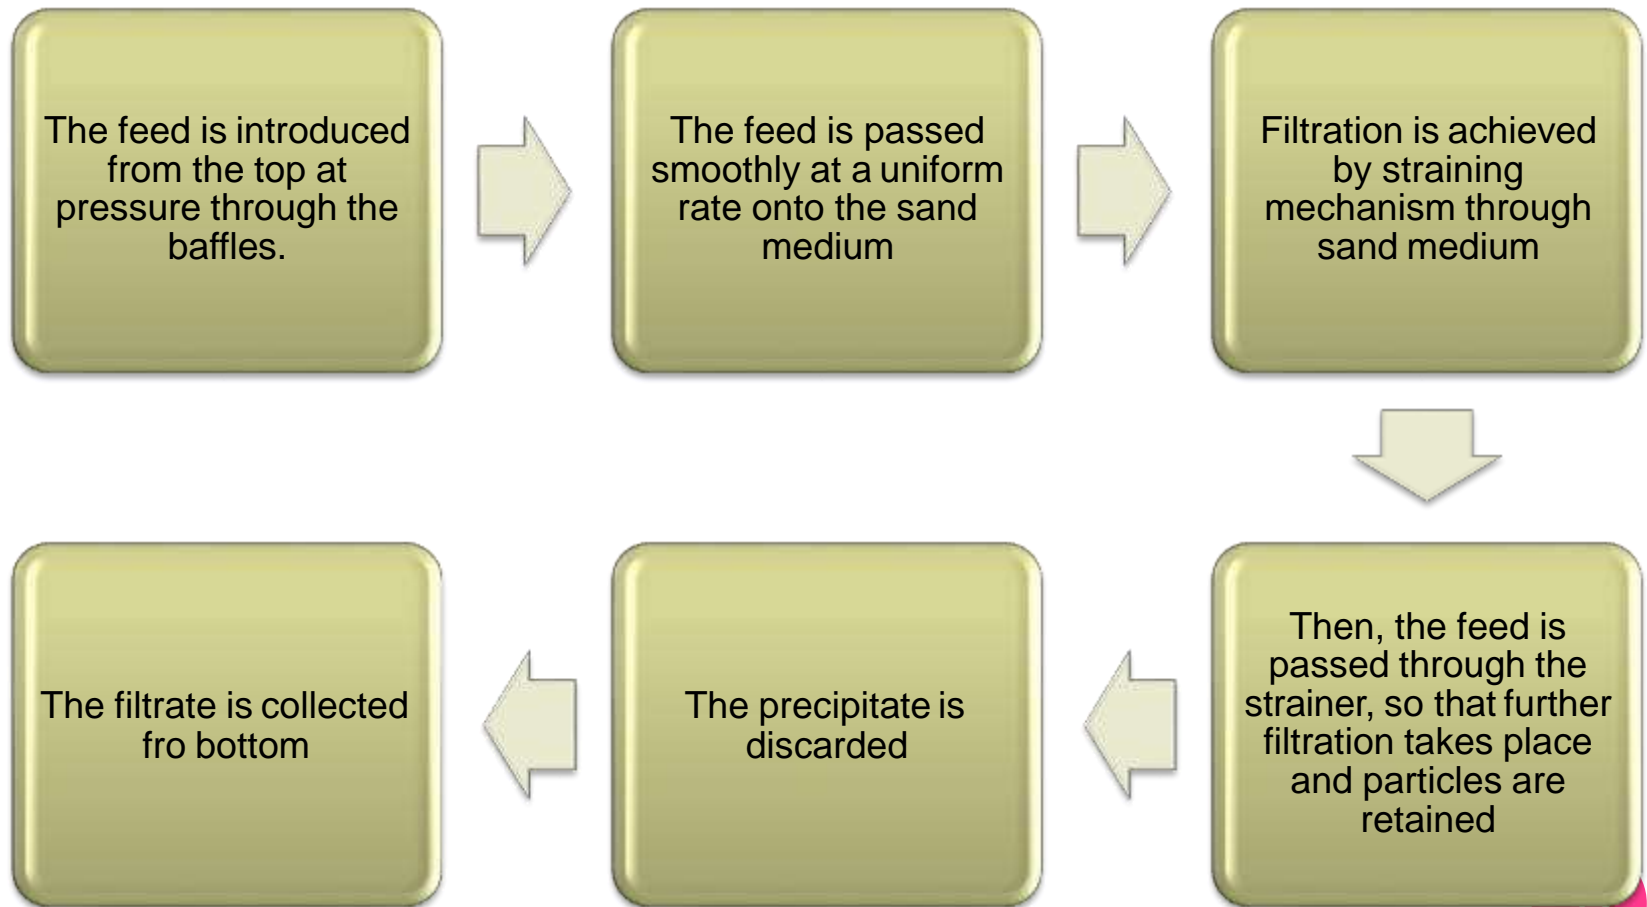 The feed is introduced
from the top at
pressure through the
baffles.
The feed is passed
smoothly at a uniform
rate onto the sand
medium
Filtration is achieved
by straining
mechanism through
sand medium
Then, the feed is
passed through the
strainer, so that further
filtration takes place
and particles are
retained
The precipitate is
discarded
The filtrate is collected
fro bottom